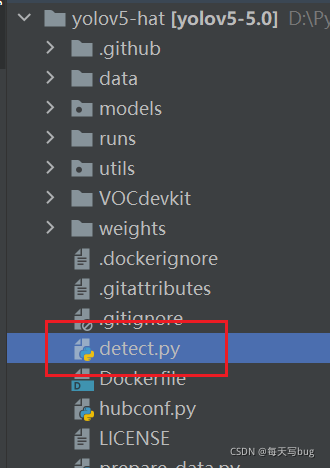 yolov5-hat [yolov5-5.0] D:\Py
.github
data
models
runs
utils
VOCdevkit
weights
.dockerignore
.gitattributes
.gitignore
detect.py
Dockerfile
hubconf.py
LICENSE
prepare_data.py
CSDN @每天写bug